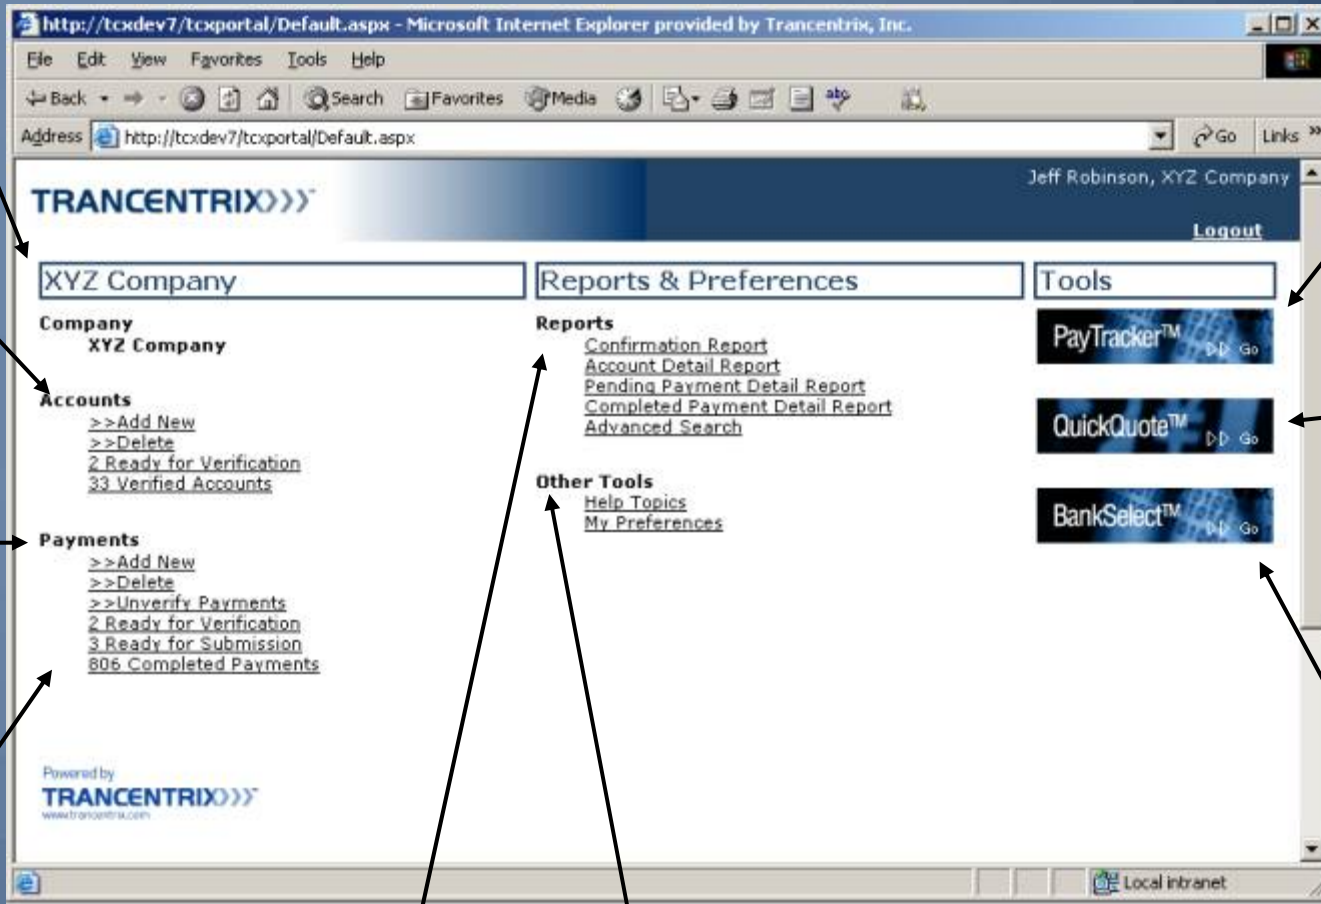 http://tcxdev7/tcxportal/Default.aspx - Microsoft Internet Explorer provided by Trancentrix, Inc.
File Edit View Favorites Tools Help
Back Search Favorites Media
Address http://tcxdev7/tcxportal/Default.aspx Go Links »
TRANCENTRIX
Jeff Robinson, XYZ Company
Logout
XYZ Company
Company
XYZ Company
Accounts
>>Add New
>>Delete
2 Ready for Verification
33 Verified Accounts
Payments
>>Add New
>>Delete
>>Unverify Payments
2 Ready for Verification
3 Ready for Submission
806 Completed Payments
Reports & Preferences
Reports
Confirmation Report
Account Detail Report
Pending Payment Detail Report
Completed Payment Detail Report
Advanced Search
Other Tools
Help Topics
My Preferences
Tools
PayTracker™ Go
QuickQuote™ Go
BankSelect™ Go
Powered by
TRANCENTRIX
www.trancentrix.com
Local intranet